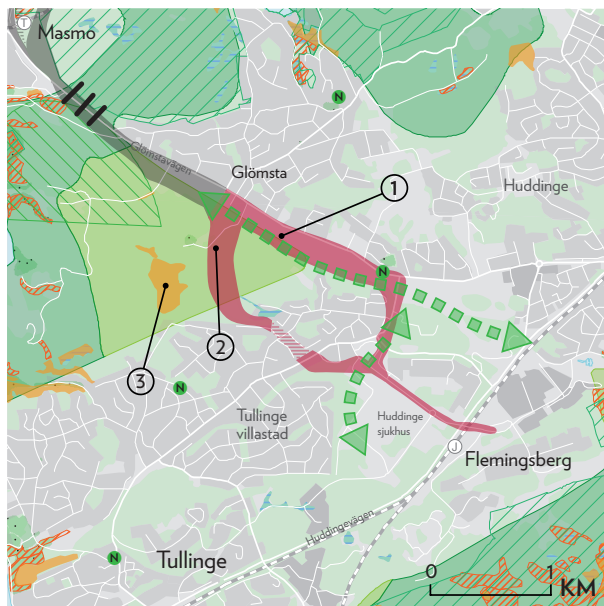 T
Masmo
N
Glömstavägen
Glömsta
1
Huddinge
N
2
3
N
Tullinge
villastad
Huddinge
sjukhus
J
Flemingsberg
Huddingevägen
N
Tullinge
0 1
KM